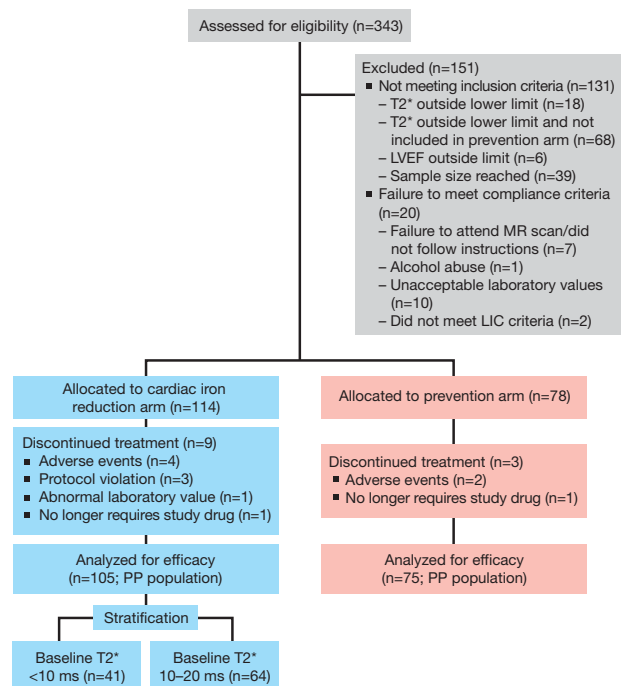 Assessed for eligibility (n=343)
Excluded (n=151)
▪ Not meeting inclusion criteria (n=131)
– T2* outside lower limit (n=18)
– T2* outside lower limit and not
included in prevention arm (n=68)
– LVEF outside limit (n=6)
– Sample size reached (n=39)
▪ Failure to meet compliance criteria
(n=20)
– Failure to attend MR scan/did
not follow instructions (n=7)
– Alcohol abuse (n=1)
– Unacceptable laboratory values
(n=10)
– Did not meet LIC criteria (n=2)
Allocated to cardiac iron
reduction arm (n=114)
Discontinued treatment (n=9)
▪ Adverse events (n=4)
▪ Protocol violation (n=3)
▪ Abnormal laboratory value (n=1)
▪ No longer requires study drug (n=1)
Analyzed for efficacy
(n=105; PP population)
Stratification
Baseline T2*
<10 ms (n=41)
Baseline T2*
10–20 ms (n=64)
Allocated to prevention arm (n=78)
Discontinued treatment (n=3)
▪ Adverse events (n=2)
▪ No longer requires study drug (n=1)
Analyzed for efficacy
(n=75; PP population)